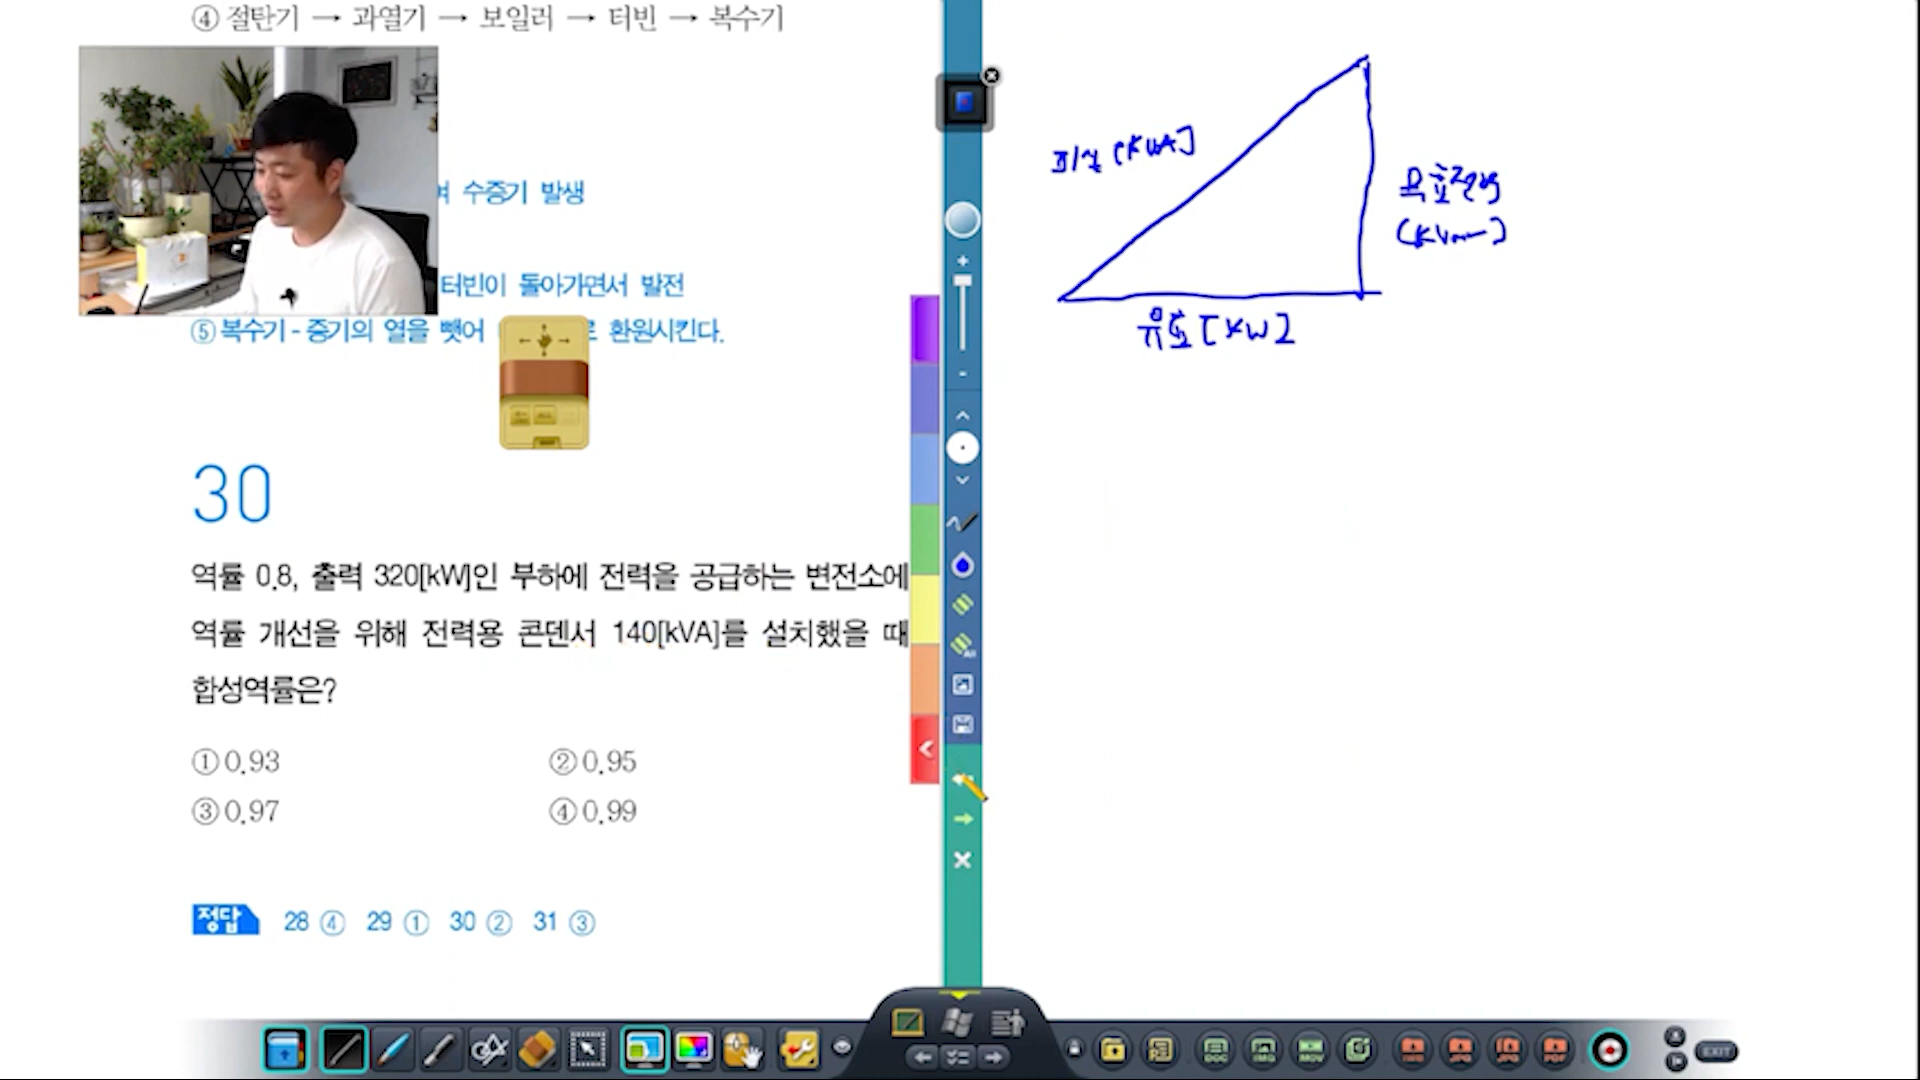 ④ 절탄기 → 과열기 → 보일러 → 터빈 → 복수기
수증기 발생
터빈이 돌아가면서 발전
⑤ 복수기 - 증기의 열을 뺏어 로 환원시킨다.
30
역률 0.8, 출력 320[kW]인 부하에 전력을 공급하는 변전소에
역률 개선을 위해 전력용 콘덴서 140[kVA]를 설치했을 때
합성역률은?
① 0.93 ② 0.95
③ 0.97 ④ 0.99
정답 28 ④ 29 ① 30 ② 31 ③
피상 [KVA]
무효전력
(KVar)
유효 [KW]
All
DOC
IMG
MOV
PDF
EXIT